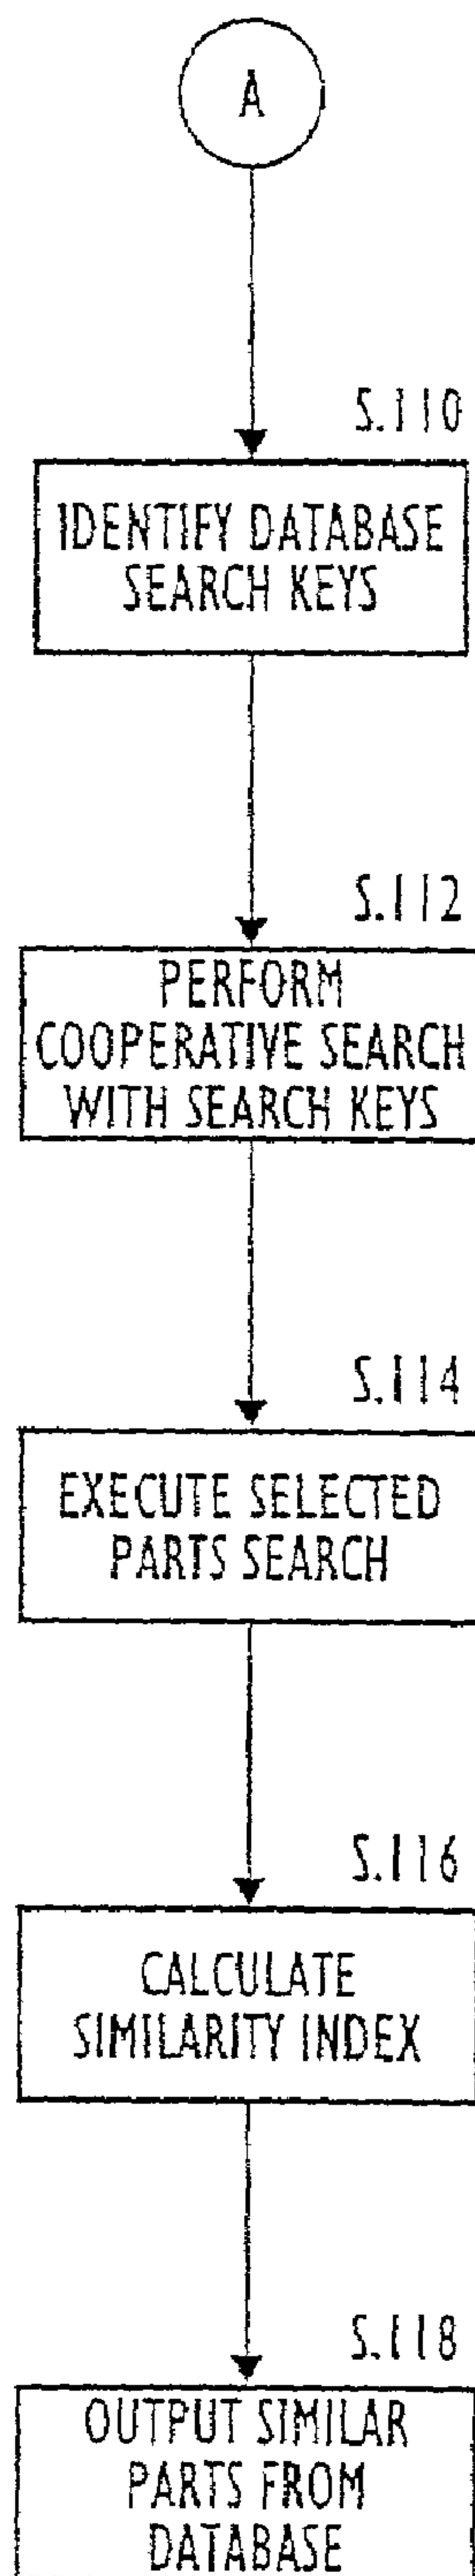 A
S.110
IDENTIFY DATABASE
SEARCH KEYS
S.112
PERFORM
COOPERATIVE SEARCH
WITH SEARCH KEYS
S.114
EXECUTE SELECTED
PARTS SEARCH
S.116
CALCULATE
SIMILARITY INDEX
S.118
OUTPUT SIMILAR
PARTS FROM
DATABASE